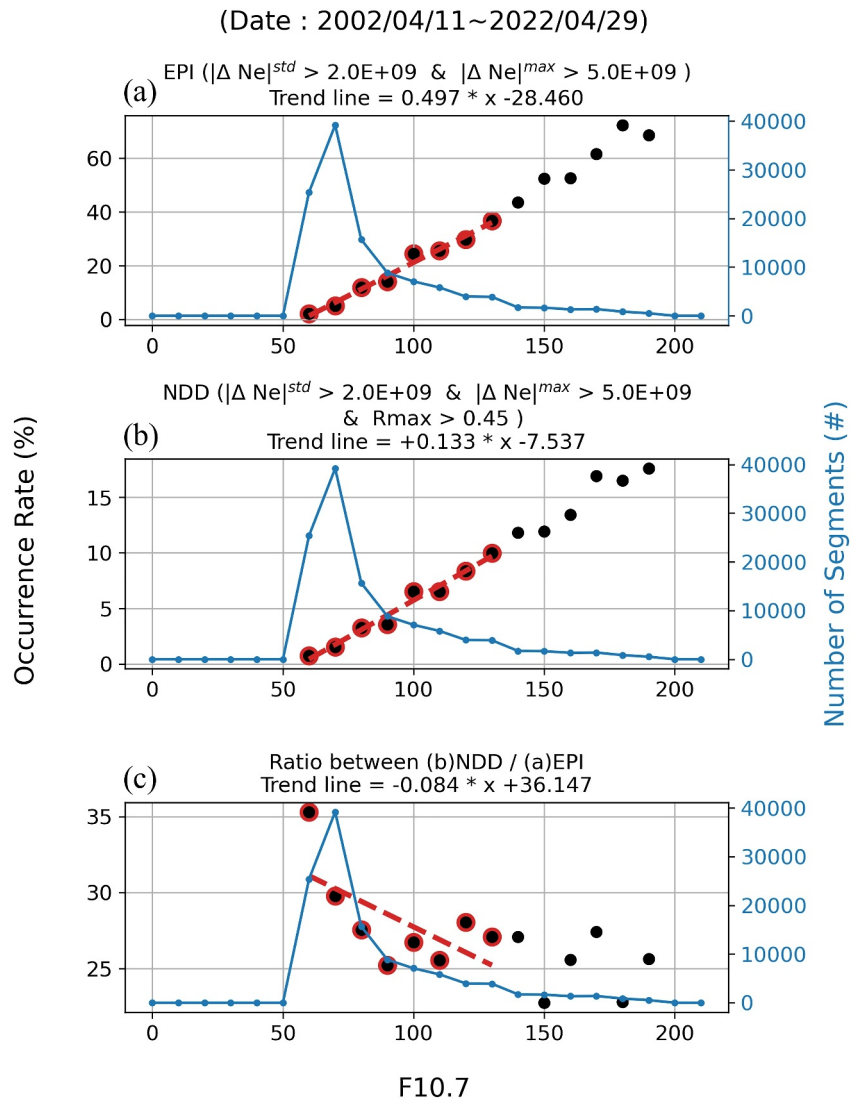 (Date : 2002/04/11~2022/04/29)
(a)
EPI (|Δ Ne|^std > 2.0E+09 & |Δ Ne|^max > 5.0E+09 )
Trend line = 0.497 * x -28.460
60
40
20
0
40000
30000
20000
10000
0
0 50 100 150 200
(b)
NDD (|Δ Ne|^std > 2.0E+09 & |Δ Ne|^max > 5.0E+09
& Rmax > 0.45 )
Trend line = +0.133 * x -7.537
15
10
5
0
40000
30000
20000
10000
0
0 50 100 150 200
Occurrence Rate (%)
Number of Segments (#)
(c)
Ratio between (b)NDD / (a)EPI
Trend line = -0.084 * x +36.147
35
30
25
40000
30000
20000
10000
0
0 50 100 150 200
F10.7